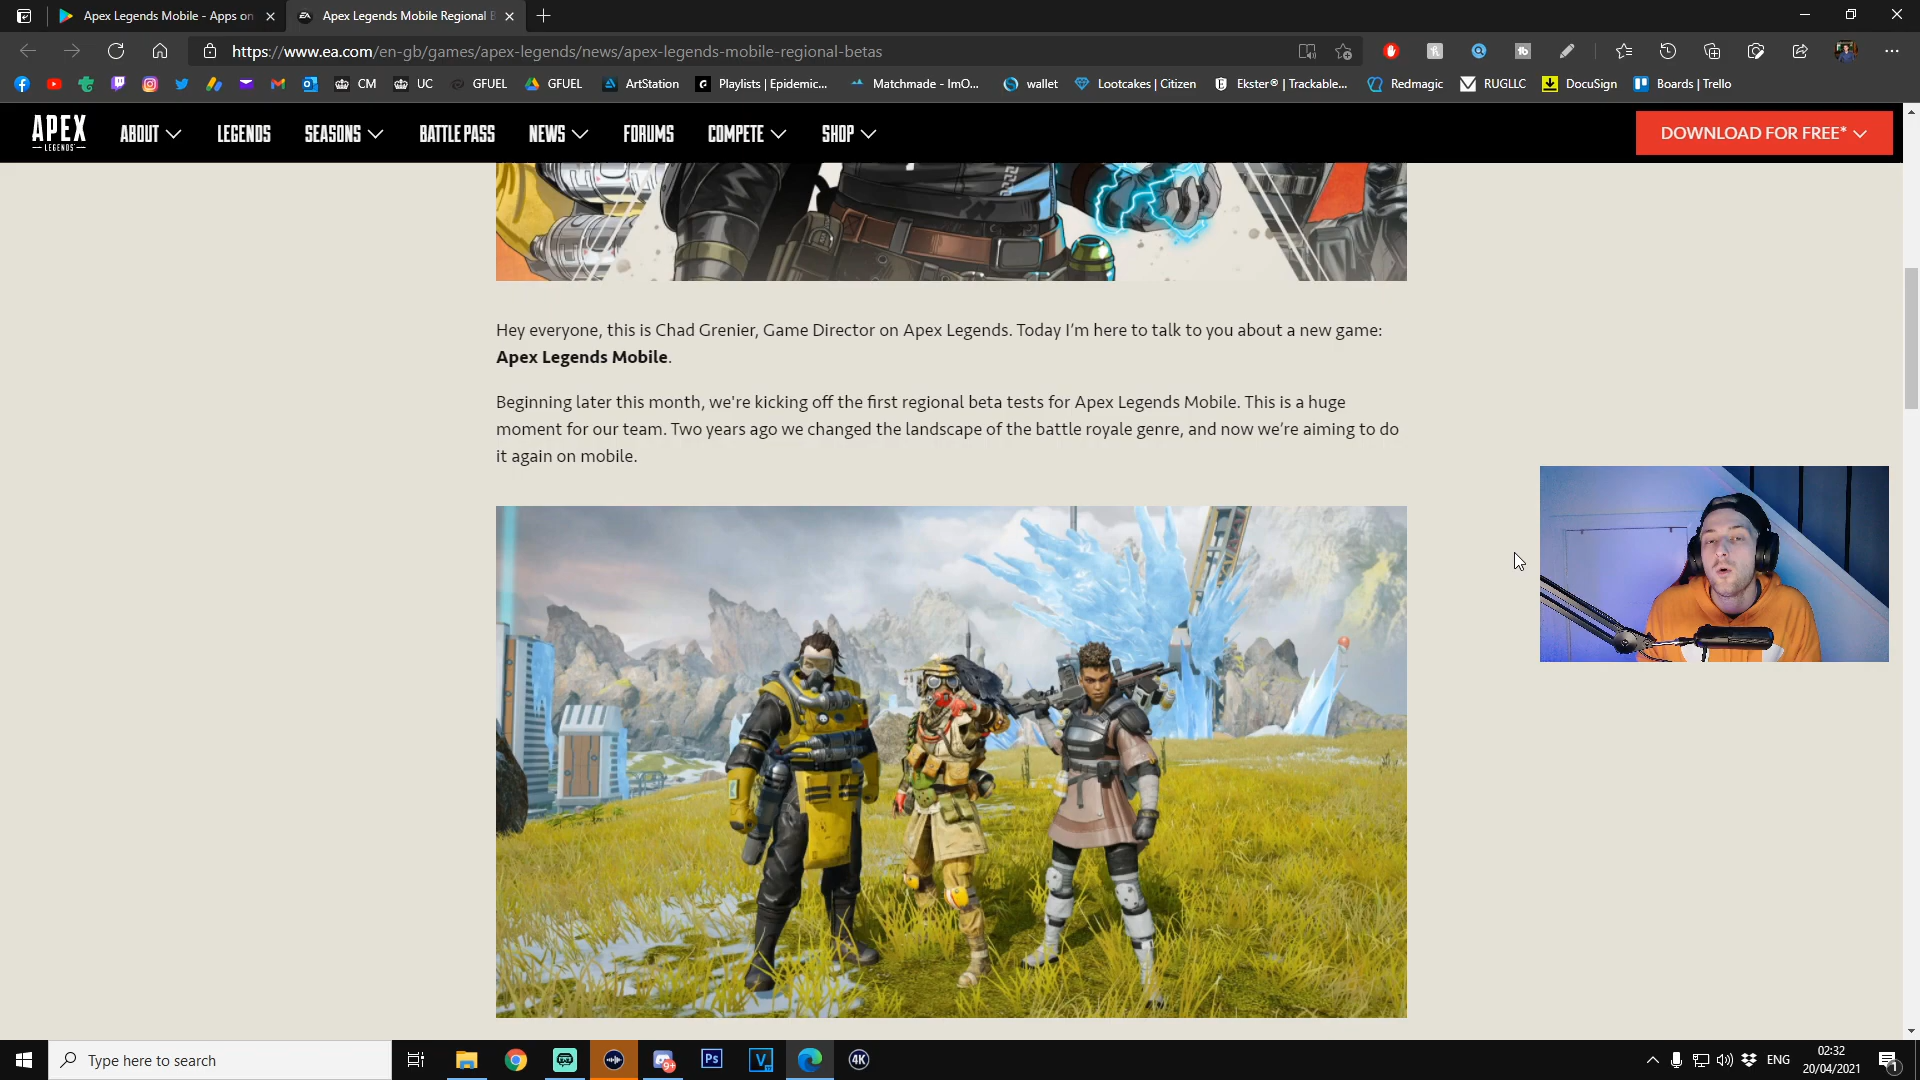 Apex Legends Mobile - Apps on
Apex Legends Mobile Regional B
https://www.ea.com/en-gb/games/apex-legends/news/apex-legends-mobile-regional-betas
CM
UC
GFUEL
GFUEL
ArtStation
Playlists | Epidemic...
Matchmade - ImO...
wallet
Lootcakes | Citizen
Ekster® | Trackable...
Redmagic
RUGLLC
DocuSign
Boards | Trello
APEX
LEGENDS
ABOUT
LEGENDS
SEASONS
BATTLE PASS
NEWS
FORUMS
COMPETE
SHOP
DOWNLOAD FOR FREE*
Hey everyone, this is Chad Grenier, Game Director on Apex Legends. Today I’m here to talk to you about a new game:
Apex Legends Mobile.
Beginning later this month, we're kicking off the first regional beta tests for Apex Legends Mobile. This is a huge
moment for our team. Two years ago we changed the landscape of the battle royale genre, and now we’re aiming to do
it again on mobile.
Type here to search
9+
Ps
V
4K
ENG
02:32
20/04/2021
1